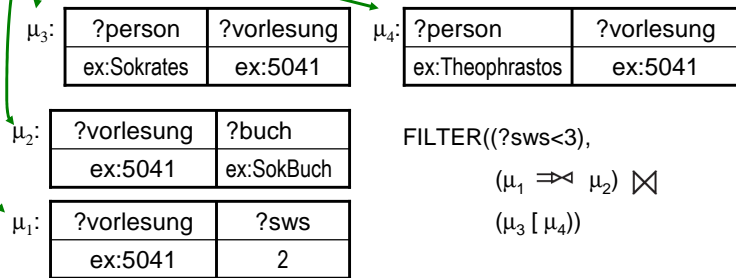 μ3: ?person ?vorlesung
ex:Sokrates ex:5041
μ4: ?person ?vorlesung
ex:Theophrastos ex:5041
μ2: ?vorlesung ?buch
ex:5041 ex:SokBuch
μ1: ?vorlesung ?sws
ex:5041 2
FILTER((?sws<3),
(μ1 ⟕ μ2) ⋈
(μ3 [ μ4))